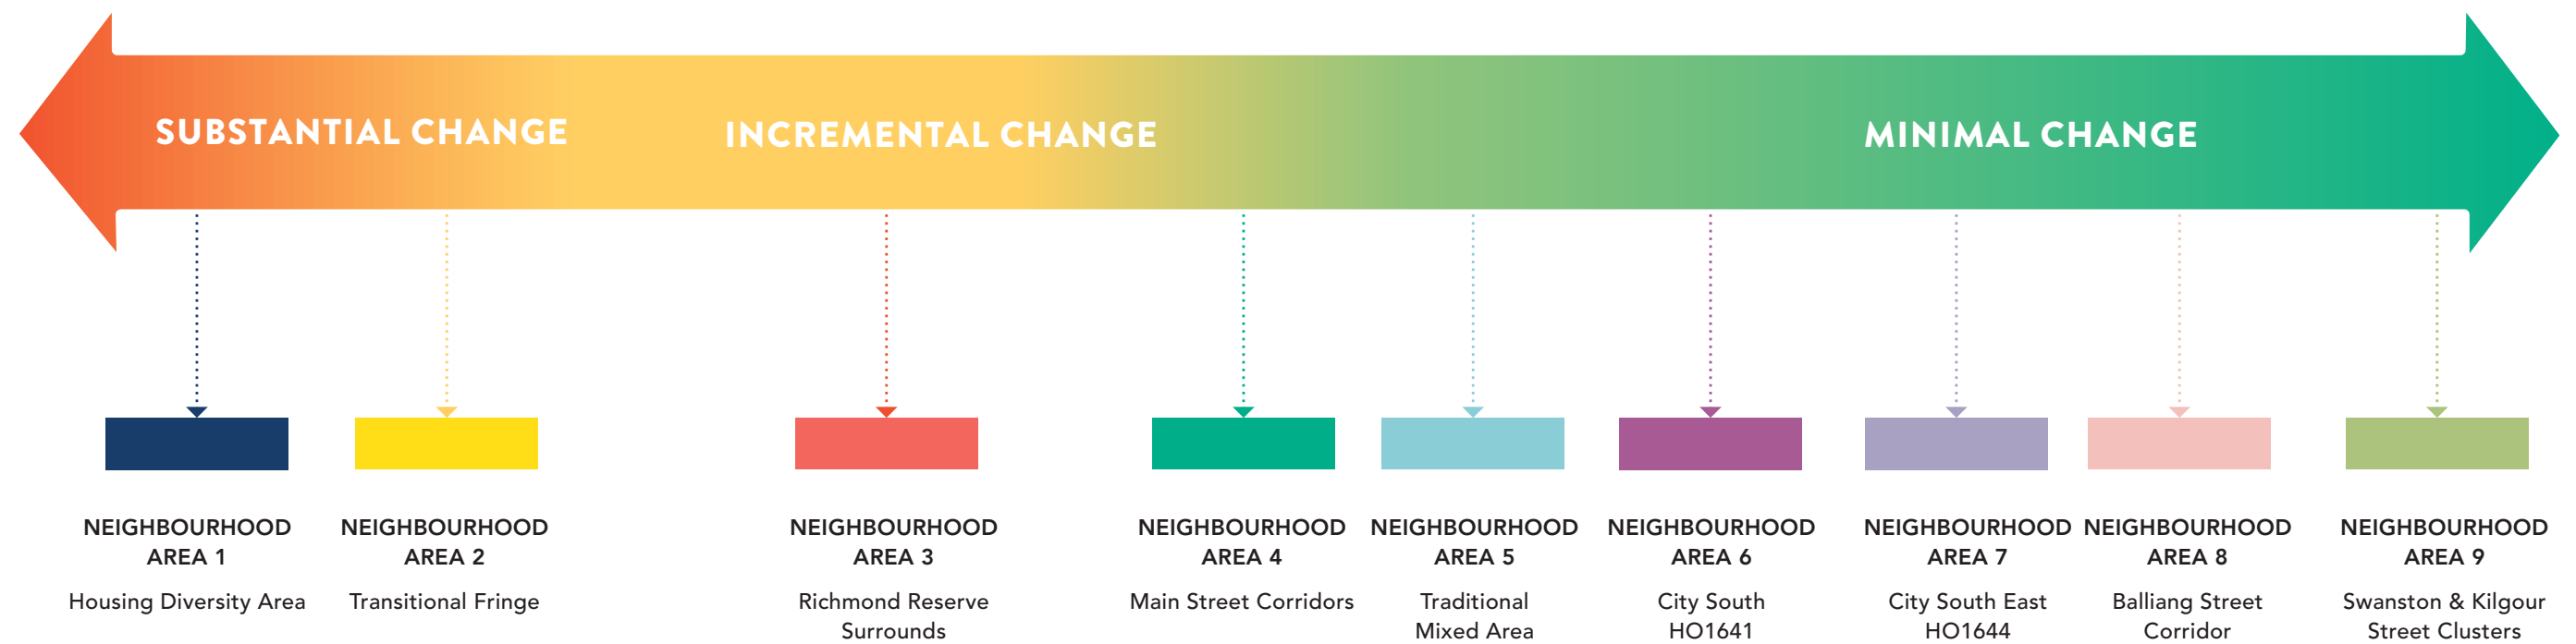 SUBSTANTIAL CHANGE
INCREMENTAL CHANGE
MINIMAL CHANGE
NEIGHBOURHOOD
AREA 1
Housing Diversity Area
NEIGHBOURHOOD
AREA 2
Transitional Fringe
NEIGHBOURHOOD
AREA 3
Richmond Reserve
Surrounds
NEIGHBOURHOOD
AREA 4
Main Street Corridors
NEIGHBOURHOOD
AREA 5
Traditional
Mixed Area
NEIGHBOURHOOD
AREA 6
City South
HO1641
NEIGHBOURHOOD
AREA 7
City South East
HO1644
NEIGHBOURHOOD
AREA 8
Balliang Street
Corridor
NEIGHBOURHOOD
AREA 9
Swanston & Kilgour
Street Clusters